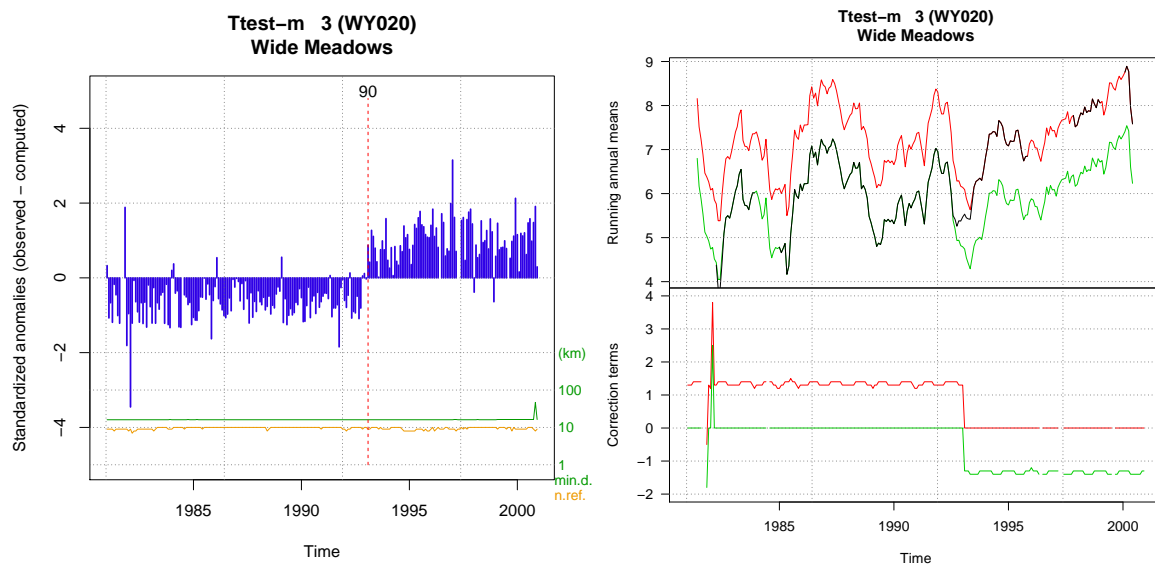 Ttest−m 3 (WY020)
Wide Meadows
Standardized anomalies (observed − computed)
4
2
0
−2
−4
90
(km)
100
10
1
min.d.
n.ref.
1985
1990
1995
2000
Time
Ttest−m 3 (WY020)
Wide Meadows
Running annual means
9
8
7
6
5
4
Correction terms
4
3
2
1
0
−1
−2
1985
1990
1995
2000
Time